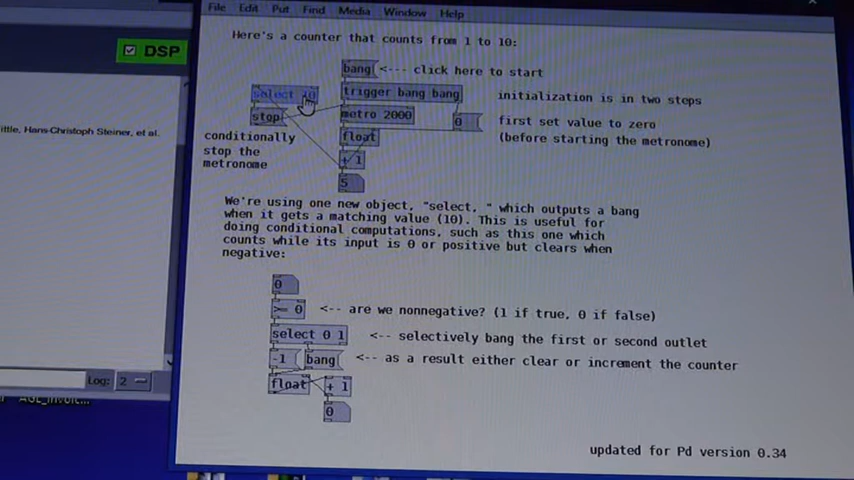 File Edit Put Find Media Window Help
Here's a counter that counts from 1 to 10:
DSP
bang
<--- click here to start
select 10
trigger bang bang
initialization is in two steps
stop
metro 2000
0
first set value to zero
(before starting the metronome)
ittle, Hans-Christoph Steiner, et al.
conditionally
stop the
metronome
float
+ 1
5
We're using one new object, "select, " which outputs a bang
when it gets a matching value (10). This is useful for
doing conditional computations, such as this one which
counts while its input is 0 or positive but clears when
negative:
0
>= 0
<-- are we nonnegative? (1 if true, 0 if false)
select 0 1
<-- selectively bang the first or second outlet
-1
bang
<-- as a result either clear or increment the counter
Log: 2
float
+ 1
0
updated for Pd version 0.34